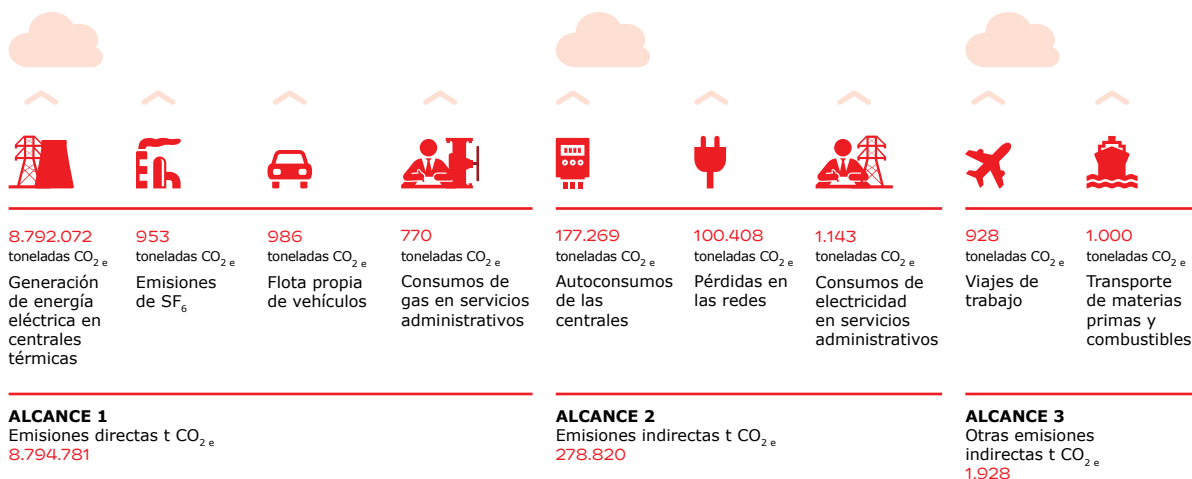 8.792.072
toneladas CO2 e
Generación
de energía
eléctrica en
centrales
térmicas
953
toneladas CO2 e
Emisiones
de SF6
986
toneladas CO2 e
Flota propia
de vehículos
770
toneladas CO2 e
Consumos de
gas en servicios
administrativos
177.269
toneladas CO2 e
Autoconsumos
de las
centrales
100.408
toneladas CO2 e
Pérdidas en
las redes
1.143
toneladas CO2 e
Consumos de
electricidad
en servicios
administrativos
928
toneladas CO2 e
Viajes de
trabajo
1.000
toneladas CO2 e
Transporte
de materias
primas y
combustibles
ALCANCE 1
Emisiones directas t CO2 e
8.794.781
ALCANCE 2
Emisiones indirectas t CO2 e
278.820
ALCANCE 3
Otras emisiones
indirectas t CO2 e
1.928